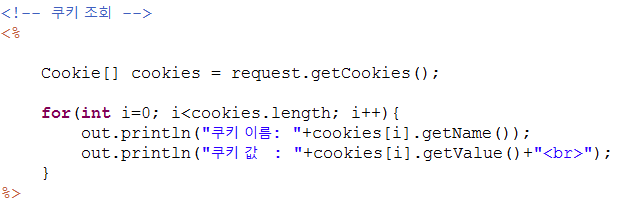 <!-- 쿠키 조회 -->
<%
Cookie[] cookies = request.getCookies();
for(int i=0; i<cookies.length; i++){
out.println("쿠키 이름: "+cookies[i].getName());
out.println("쿠키 값  : "+cookies[i].getValue()+"<br>");
}
%>